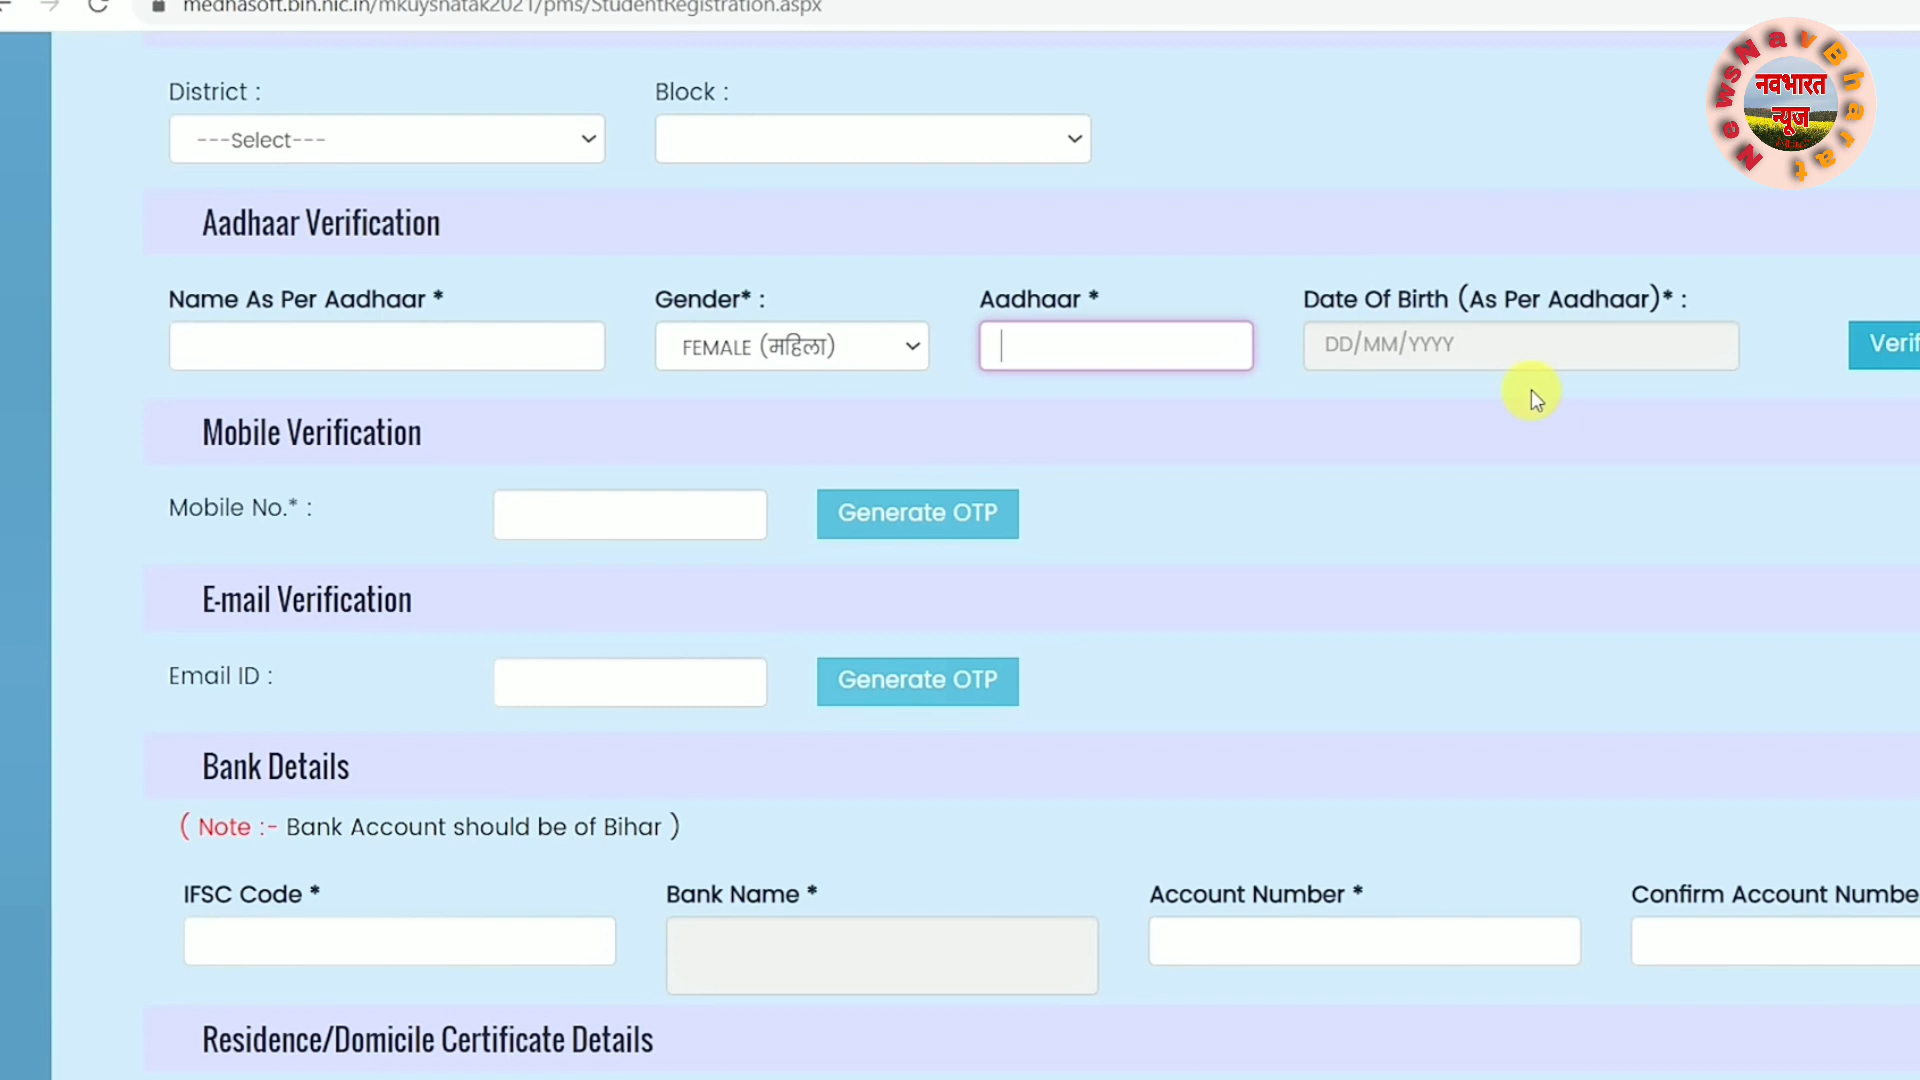 medhasoft.bih.nic.in/mkuysnatak2021/pms/StudentRegistration.aspx
NewsNavBharat
नवभारत
न्यूज
District :
Block :
---Select---
Aadhaar Verification
Name As Per Aadhaar *
Gender* :
Aadhaar *
Date Of Birth (As Per Aadhaar)* :
FEMALE (महिला)
DD/MM/YYYY
Verif
Mobile Verification
Mobile No.* :
Generate OTP
E-mail Verification
Email ID :
Generate OTP
Bank Details
( Note :- Bank Account should be of Bihar )
IFSC Code *
Bank Name *
Account Number *
Confirm Account Numbe
Residence/Domicile Certificate Details